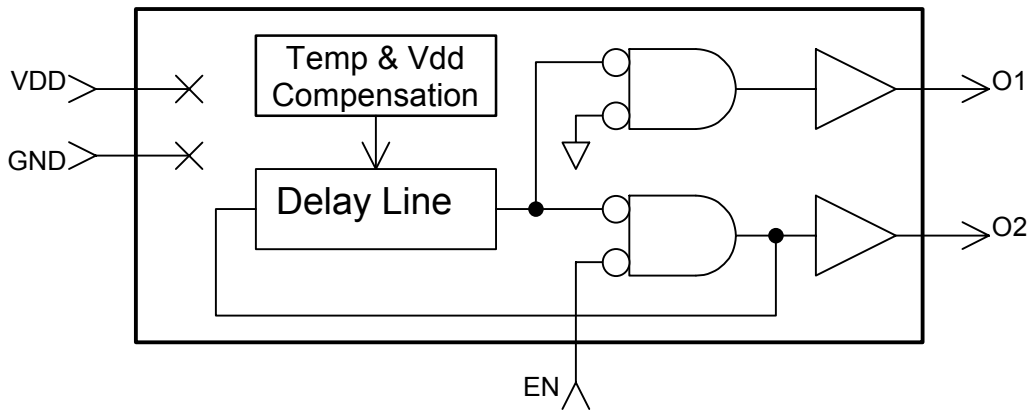 Temp & Vdd
Compensation
VDD
O1
GND
Delay Line
O2
EN